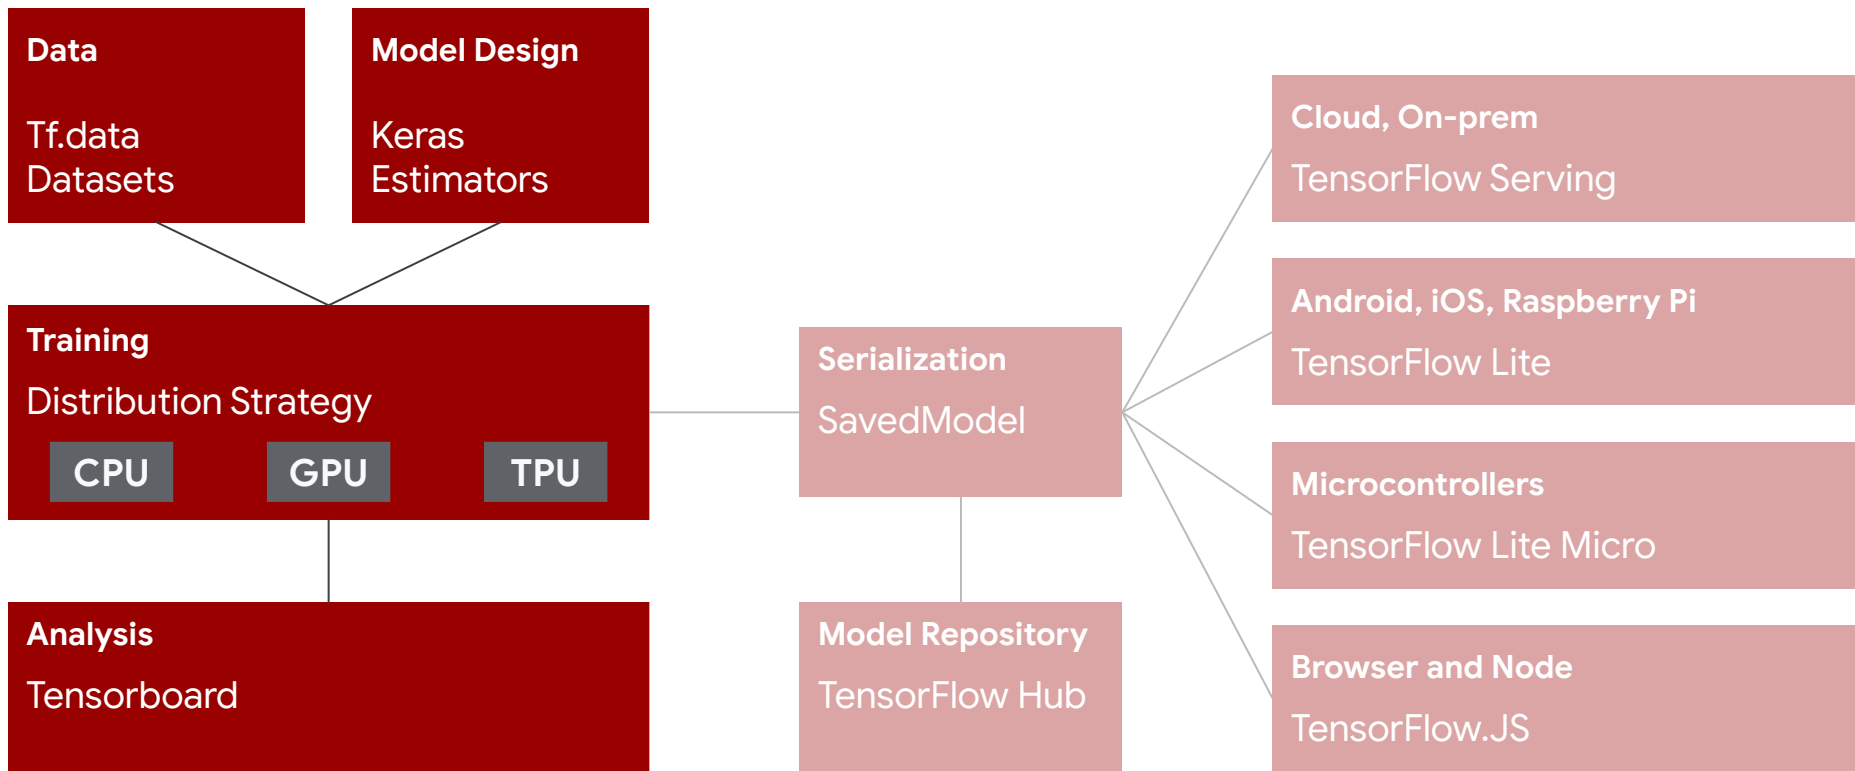 Data
Tf.data
Datasets
Model Design
Keras
Estimators
Training
Distribution Strategy
CPU
GPU
TPU
Analysis
Tensorboard
Serialization
SavedModel
Model Repository
TensorFlow Hub
Cloud, On-prem
TensorFlow Serving
Android, iOS, Raspberry Pi
TensorFlow Lite
Microcontrollers
TensorFlow Lite Micro
Browser and Node
TensorFlow.JS